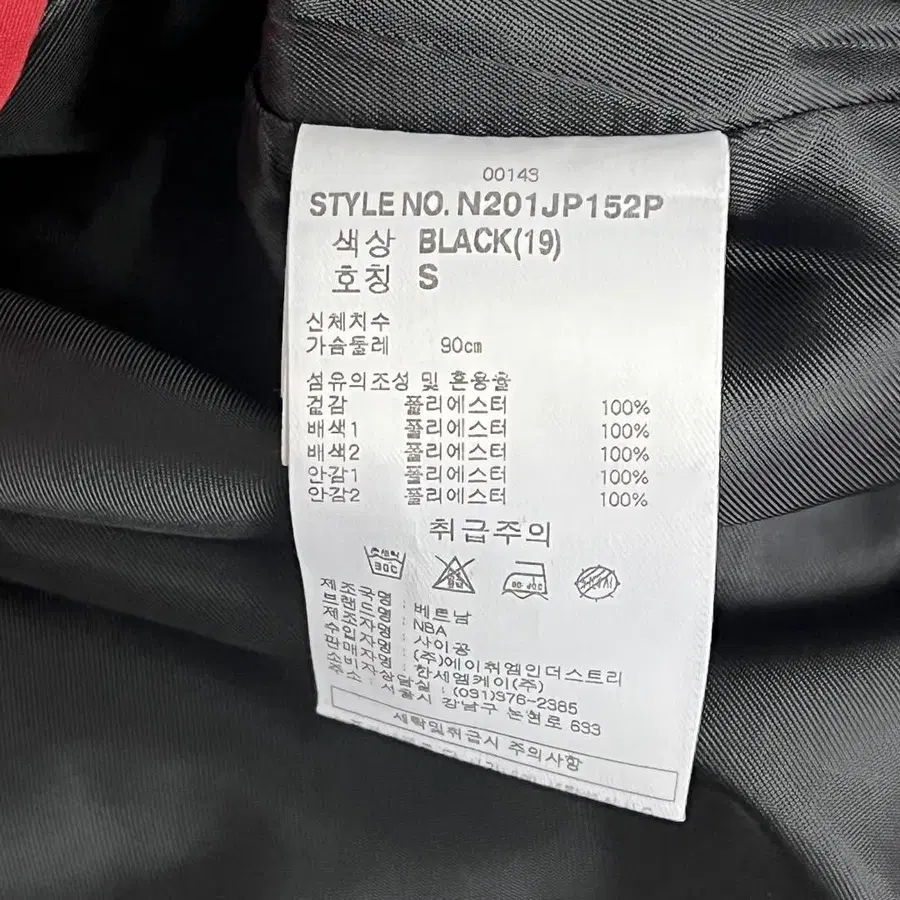 00143
STYLE NO. N201JP152P
색상 BLACK(19)
호칭 S
신체치수
가슴둘레 90cm
섬유의조성 및 혼용율
겉감 폴리에스터 100%
배색1 폴리에스터 100%
배색2 폴리에스터 100%
안감1 폴리에스터 100%
안감2 폴리에스터 100%
취급주의
제조국명 : 베트남
브랜드명 : NBA
제조자명 : 사이공
수입자명 : (주)에이취엠인더스트리
판매자명 : 한세엠케이(주)
소비자상담실 : (031)376-2385
주소 : 서울시 강남구 논현로 633
세탁및취급시 주의사항